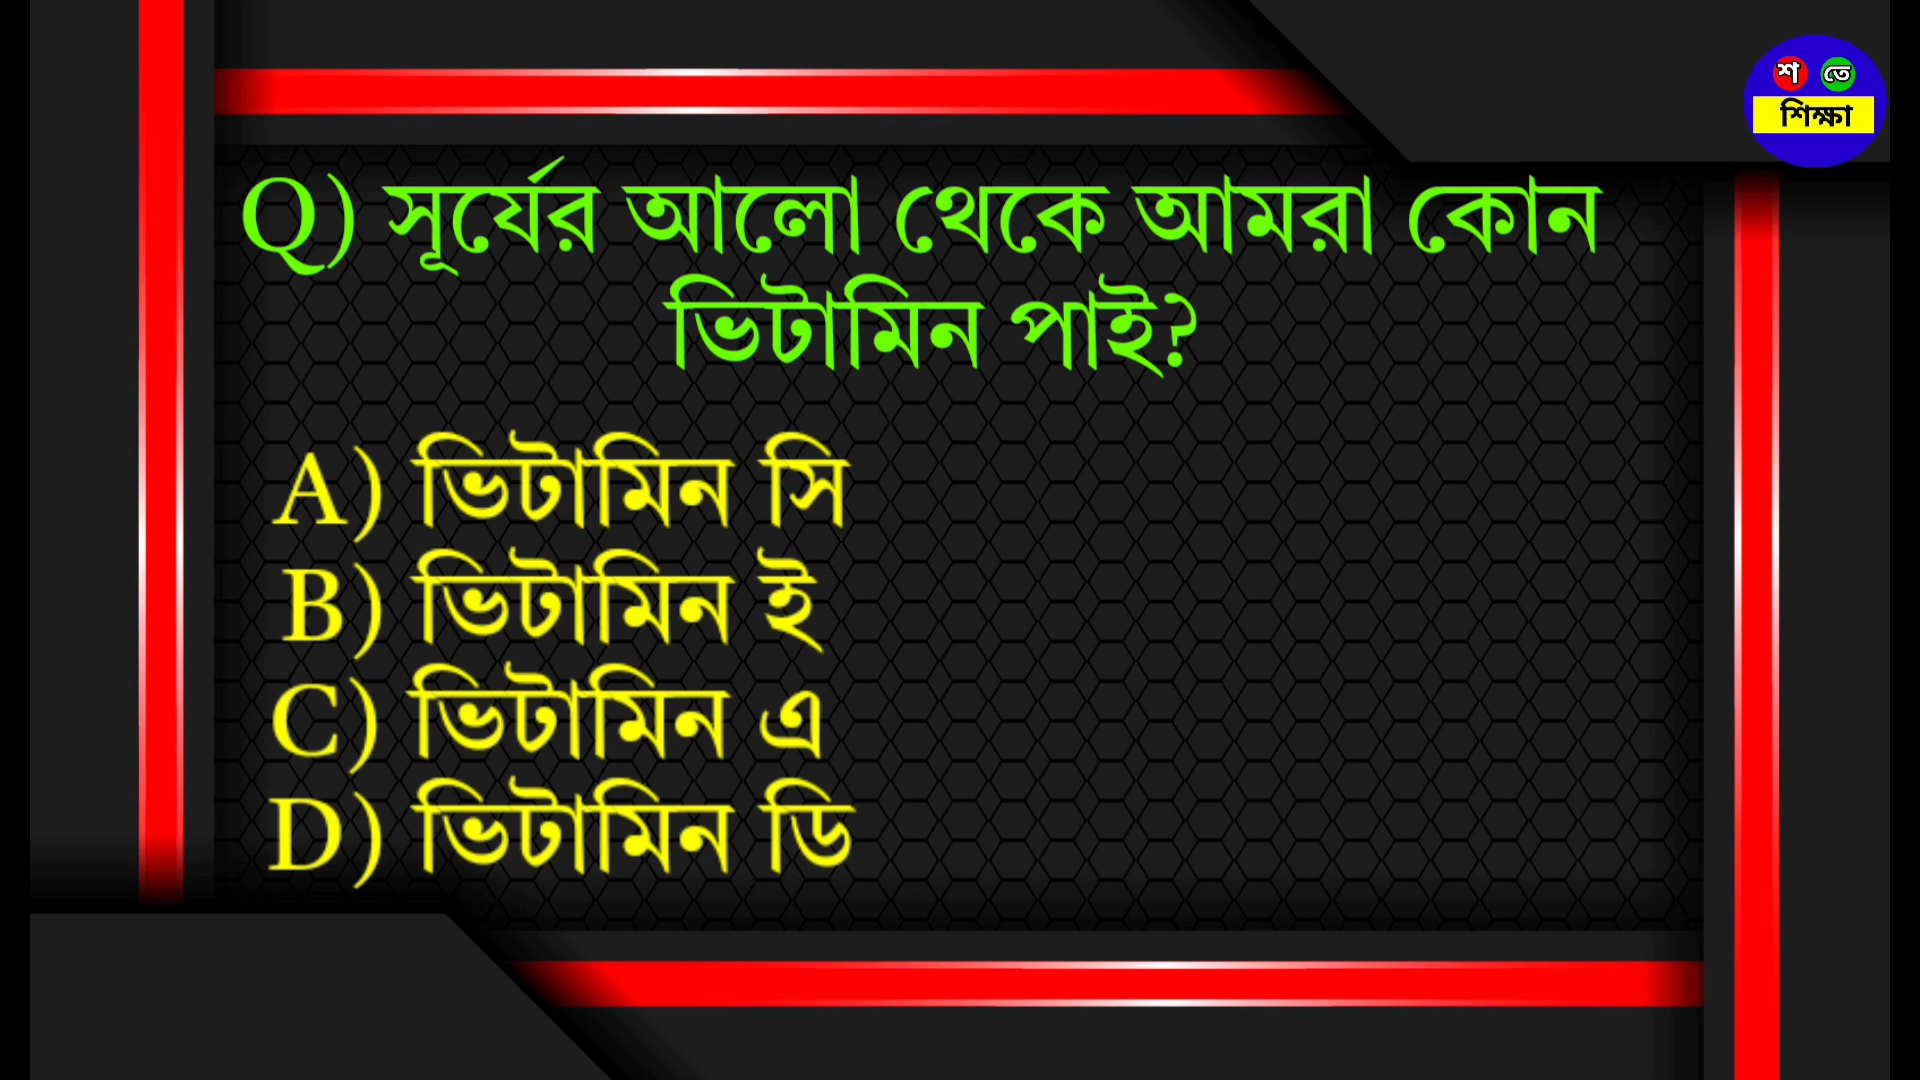 শ তে
শিক্ষা
Q) সূর্যের আলো থেকে আমরা কোন
ভিটামিন পাই?
A) ভিটামিন সি
B) ভিটামিন ই
C) ভিটামিন এ
D) ভিটামিন ডি